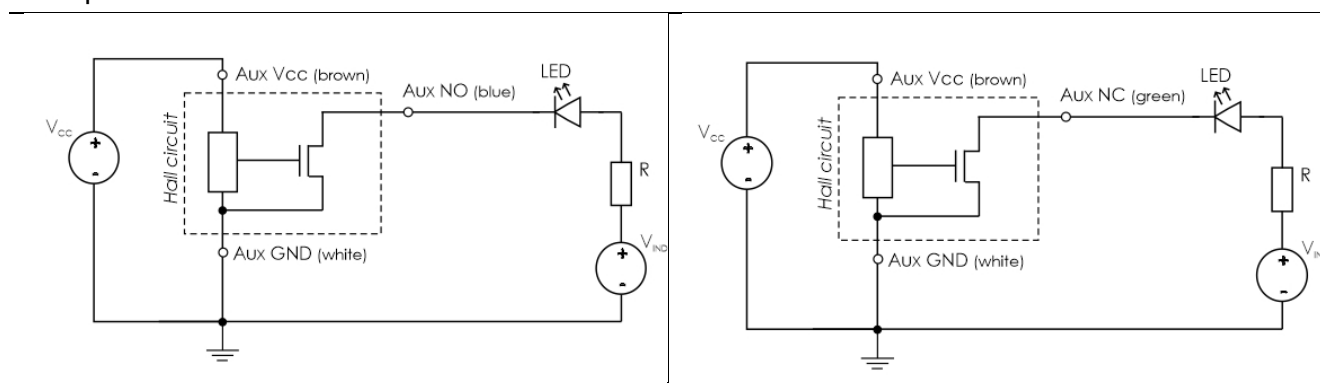 Aux Vcc (brown)
LED
Aux NO (blue)
Vcc
+
-
Hall circuit
R
VIND
+
-
Aux GND (white)
Aux Vcc (brown)
LED
Aux NC (green)
Vcc
+
-
Hall circuit
R
+
-
Aux GND (white)